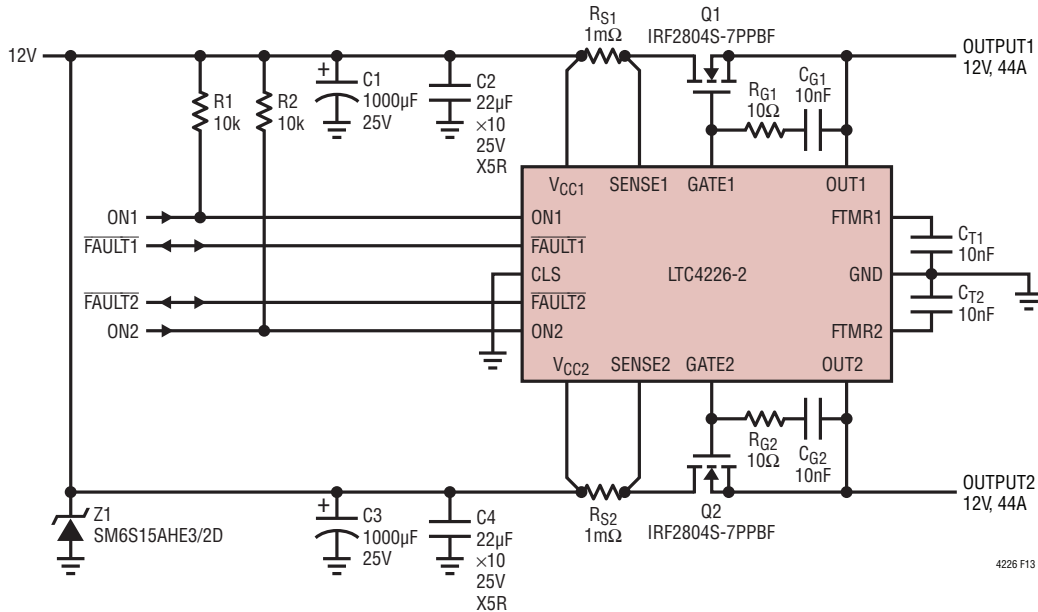 12V
R1
10k
R2
10k
+
C1
1000µF
25V
C2
22µF
×10
25V
X5R
RS1
1mΩ
Q1
IRF2804S-7PPBF
RG1
10Ω
CG1
10nF
OUTPUT1
12V, 44A
VCC1
SENSE1
GATE1
OUT1
ON1
ON1
FTMR1
FAULT1
FAULT1
CT1
10nF
CLS
LTC4226-2
GND
FAULT2
FAULT2
CT2
10nF
ON2
ON2
FTMR2
VCC2
SENSE2
GATE2
OUT2
RG2
10Ω
CG2
10nF
Z1
SM6S15AHE3/2D
+
C3
1000µF
25V
C4
22µF
×10
25V
X5R
RS2
1mΩ
Q2
IRF2804S-7PPBF
OUTPUT2
12V, 44A
4226 F13